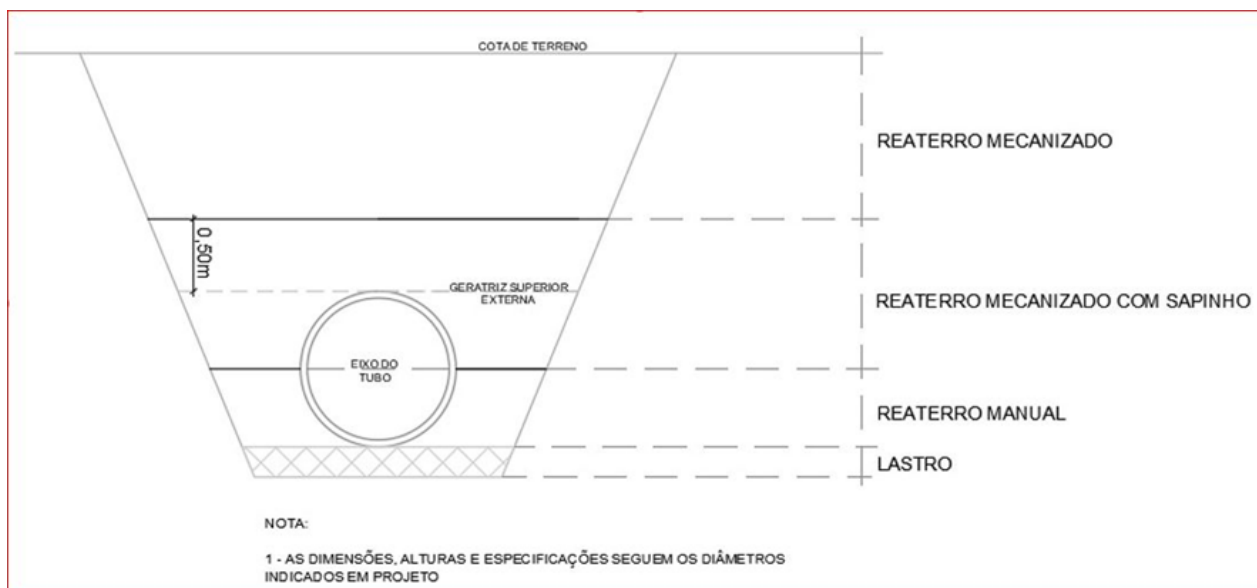 COTA DE TERRENO
REATERRO MECANIZADO
0,50m
GERATRIZ SUPERIOR
EXTERNA
REATERRO MECANIZADO COM SAPINHO
EIXO DO
TUBO
REATERRO MANUAL
LASTRO
NOTA:
1 - AS DIMENSÕES, ALTURAS E ESPECIFICAÇÕES SEGUEM OS DIÂMETROS
INDICADOS EM PROJETO